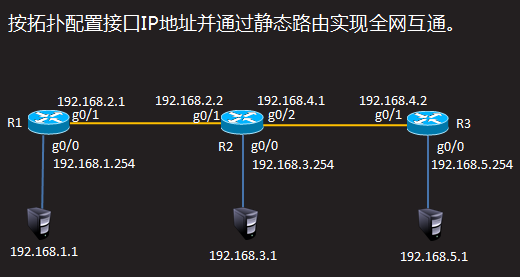 按拓扑配置接口IP地址并通过静态路由实现全网互通。
192.168.2.1 192.168.2.2 192.168.4.1 192.168.4.2
R1 g0/1 g0/1 g0/2 g0/1 R3
g0/0 R2 g0/0 g0/0
192.168.1.254 192.168.3.254 192.168.5.254
192.168.1.1 192.168.3.1 192.168.5.1